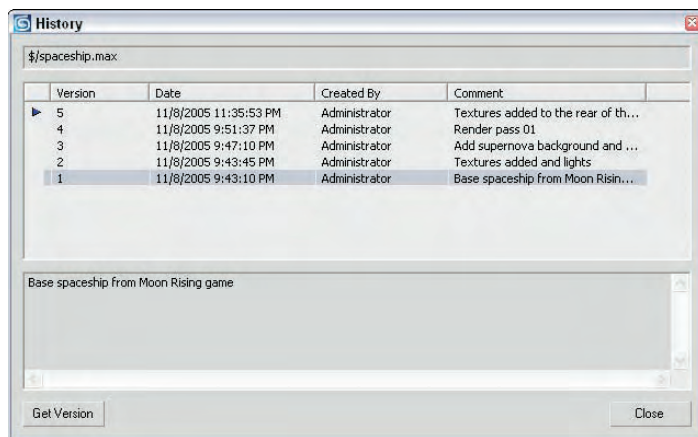 History
$/spaceship.max
Version Date Created By Comment
5 11/8/2005 11:35:53 PM Administrator Textures added to the rear of th...
4 11/8/2005 9:51:37 PM Administrator Render pass 01
3 11/8/2005 9:47:10 PM Administrator Add supernova background and ...
2 11/8/2005 9:43:45 PM Administrator Textures added and lights
1 11/8/2005 9:43:10 PM Administrator Base spaceship from Moon Risin...
Base spaceship from Moon Rising game
Get Version Close